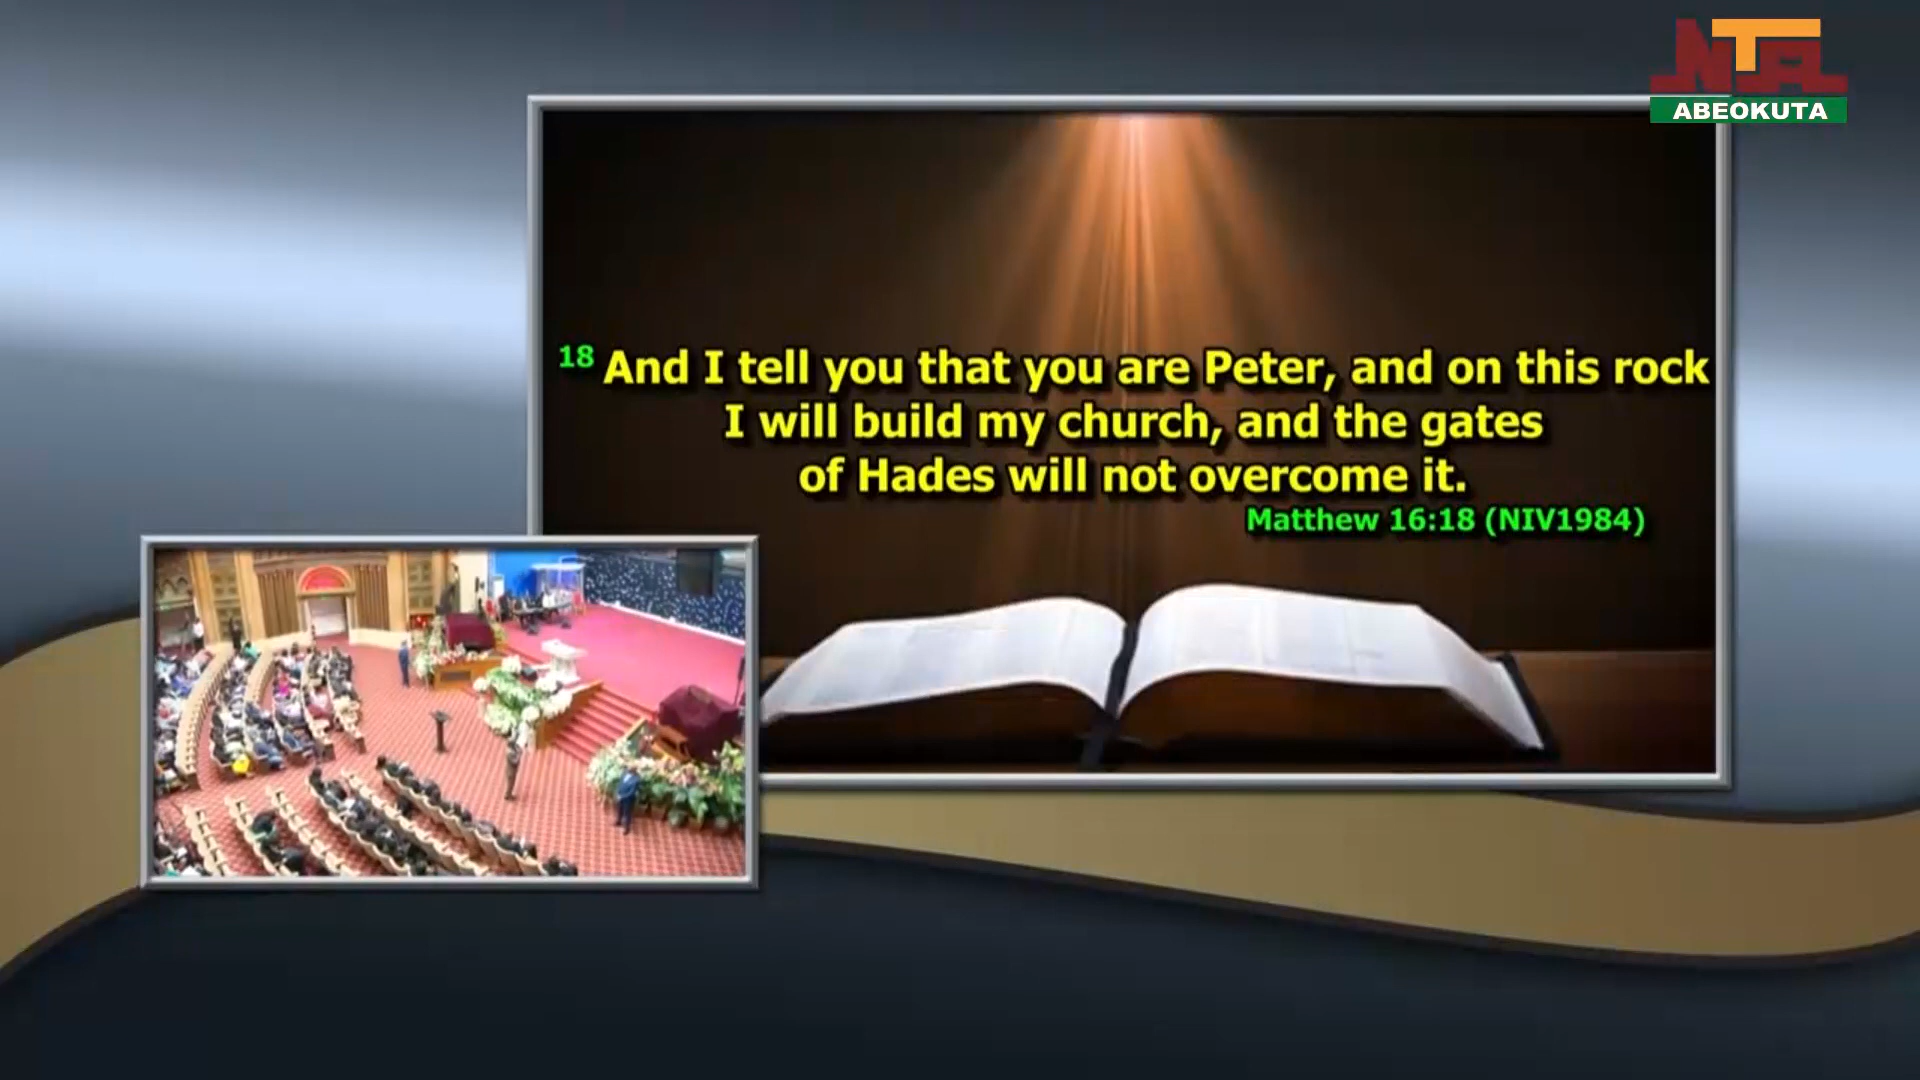 NTA
ABEOKUTA
18 And I tell you that you are Peter, and on this rock
I will build my church, and the gates
of Hades will not overcome it.
Matthew 16:18 (NIV1984)